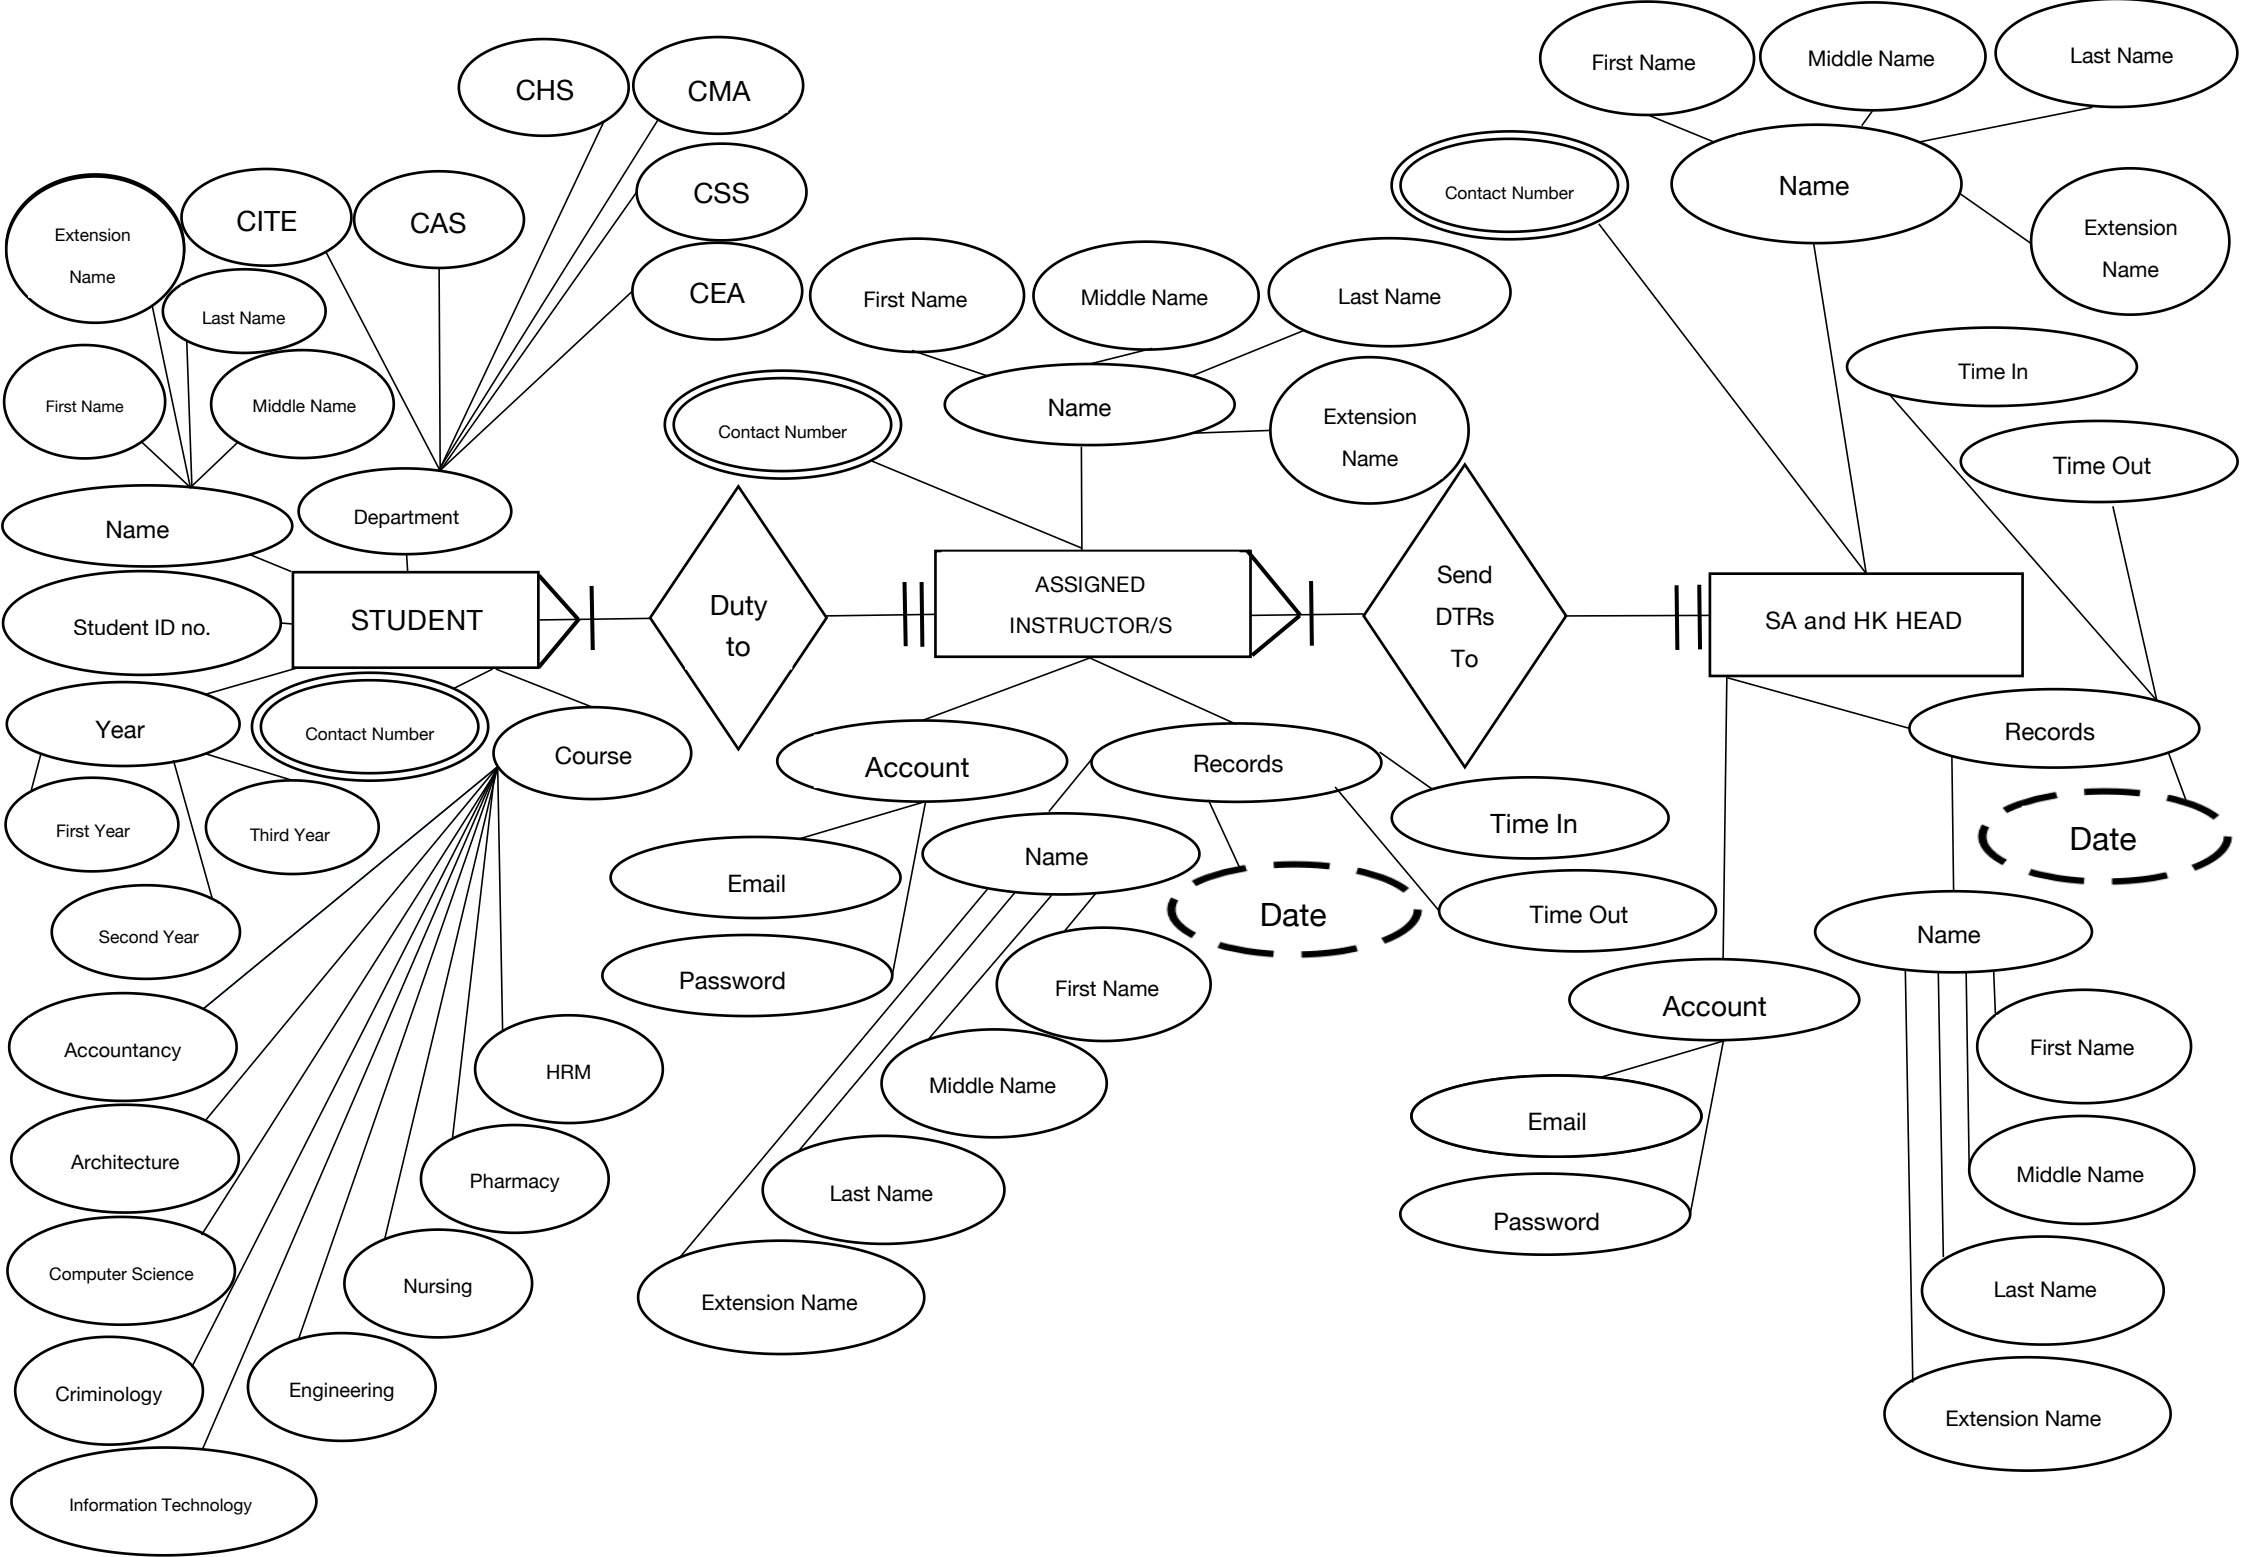 First Name
Middle Name
Last Name
CHS
CMA
Contact Number
Name
CSS
Extension
Name
CITE
CAS
Extension
Name
CEA
First Name
Middle Name
Last Name
Last Name
Time In
First Name
Middle Name
Contact Number
Name
Extension
Name
Time Out
Name
Department
Student ID no.
STUDENT
Duty
to
ASSIGNED
INSTRUCTOR/S
Send
DTRs
To
SA and HK HEAD
Year
Contact Number
Course
Account
Records
Records
First Year
Third Year
Second Year
Email
Name
Time In
Date
Date
Time Out
Password
First Name
Name
Account
Accountancy
HRM
Middle Name
First Name
Email
Architecture
Pharmacy
Last Name
Middle Name
Password
Computer Science
Nursing
Extension Name
Last Name
Criminology
Engineering
Extension Name
Information Technology